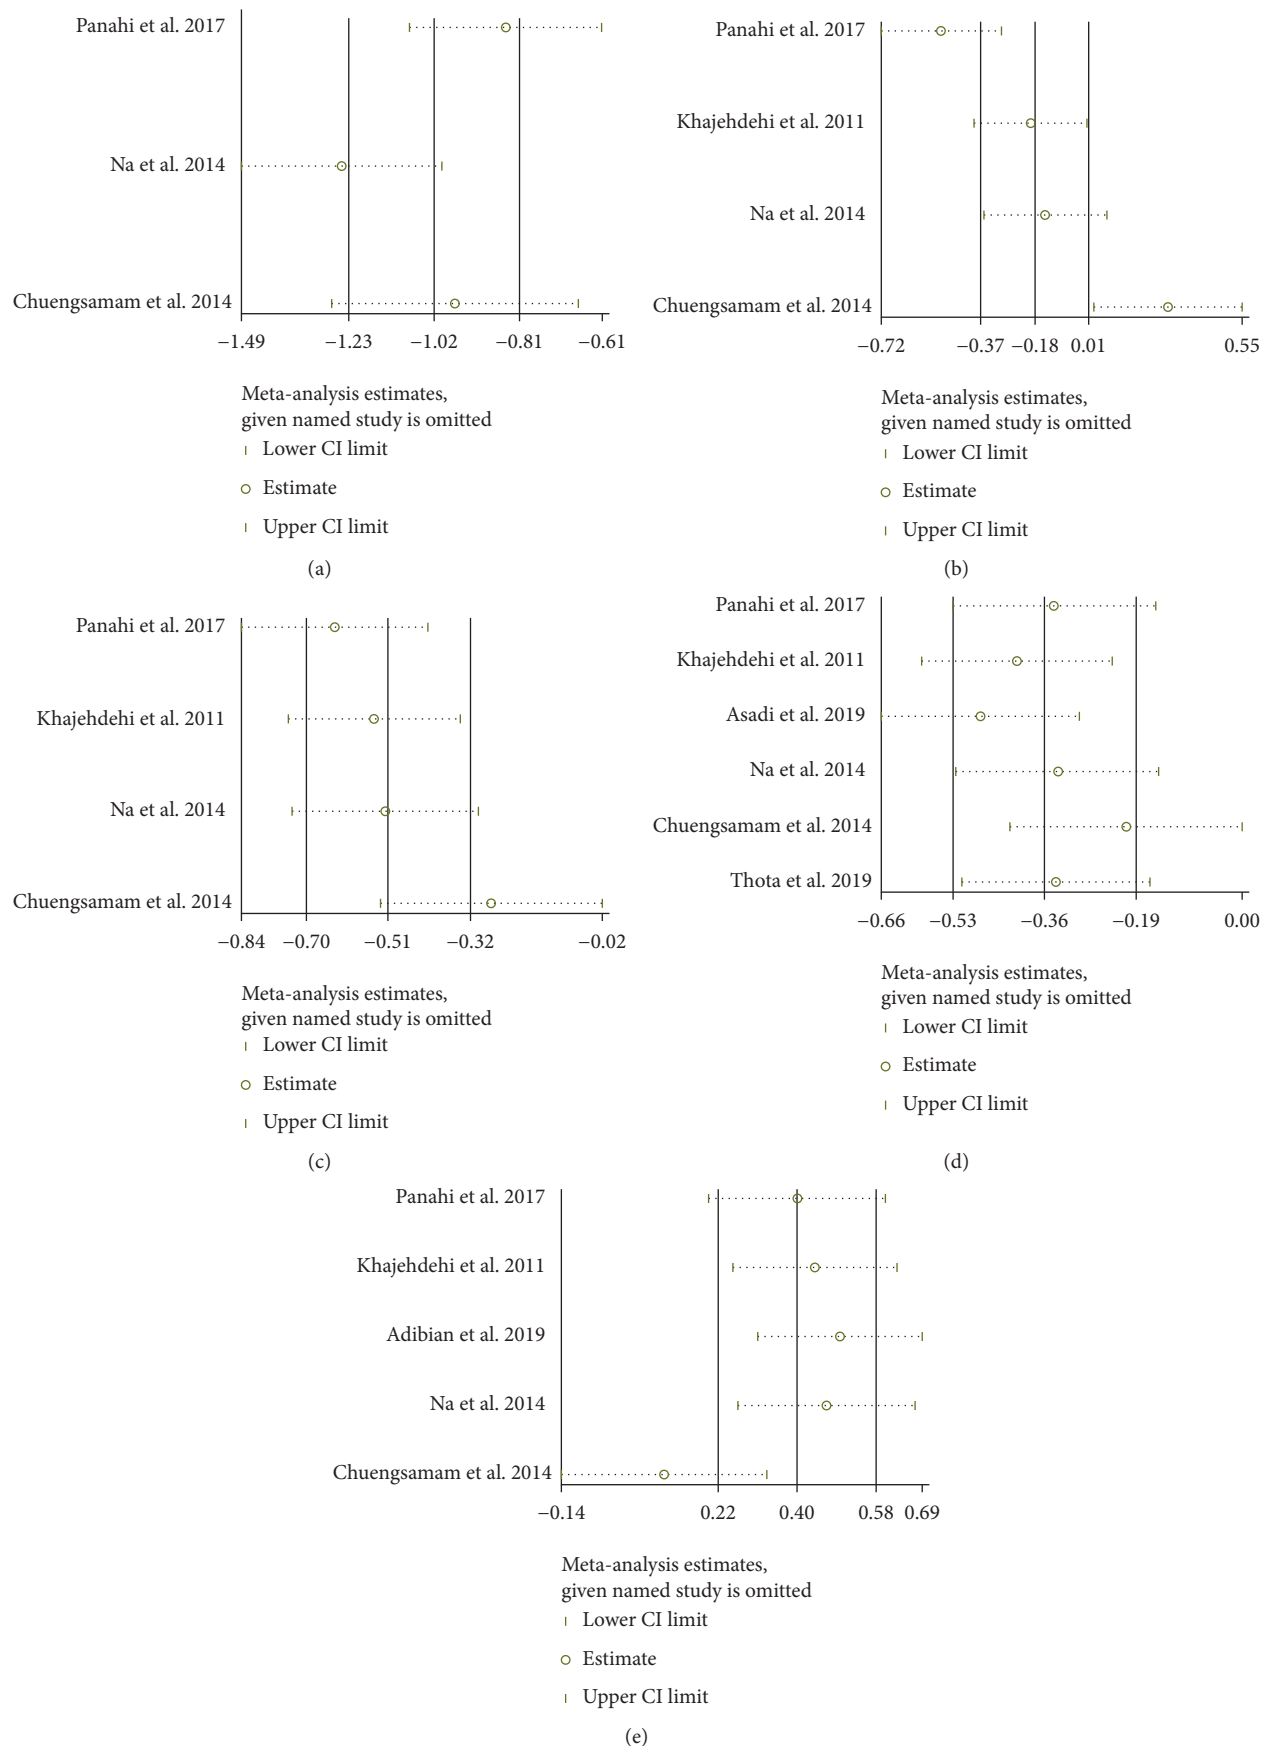 Panahi et al. 2017
Na et al. 2014
Chuengsamam et al. 2014
−1.49 −1.23 −1.02 −0.81 −0.61
Meta-analysis estimates,
given named study is omitted
Lower CI limit
Estimate
Upper CI limit
(a)
Panahi et al. 2017
Khajehdehi et al. 2011
Na et al. 2014
Chuengsamam et al. 2014
−0.72 −0.37 −0.18 0.01 0.55
Meta-analysis estimates,
given named study is omitted
Lower CI limit
Estimate
Upper CI limit
(b)
Panahi et al. 2017
Khajehdehi et al. 2011
Na et al. 2014
Chuengsamam et al. 2014
−0.84 −0.70 −0.51 −0.32 −0.02
Meta-analysis estimates,
given named study is omitted
Lower CI limit
Estimate
Upper CI limit
(c)
Panahi et al. 2017
Khajehdehi et al. 2011
Asadi et al. 2019
Na et al. 2014
Chuengsamam et al. 2014
Thota et al. 2019
−0.66 −0.53 −0.36 −0.19 0.00
Meta-analysis estimates,
given named study is omitted
Lower CI limit
Estimate
Upper CI limit
(d)
Panahi et al. 2017
Khajehdehi et al. 2011
Adibian et al. 2019
Na et al. 2014
Chuengsamam et al. 2014
−0.14 0.22 0.40 0.58 0.69
Meta-analysis estimates,
given named study is omitted
Lower CI limit
Estimate
Upper CI limit
(e)